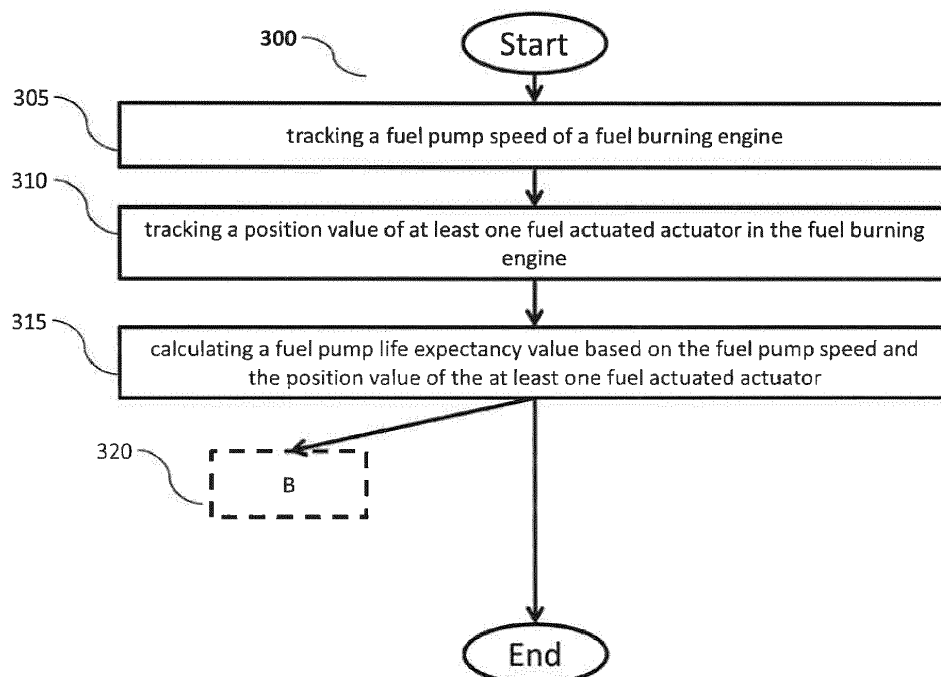 300
Start
305
tracking a fuel pump speed of a fuel burning engine
310
tracking a position value of at least one fuel actuated actuator in the fuel burning
engine
315
calculating a fuel pump life expectancy value based on the fuel pump speed and
the position value of the at least one fuel actuated actuator
320
B
End